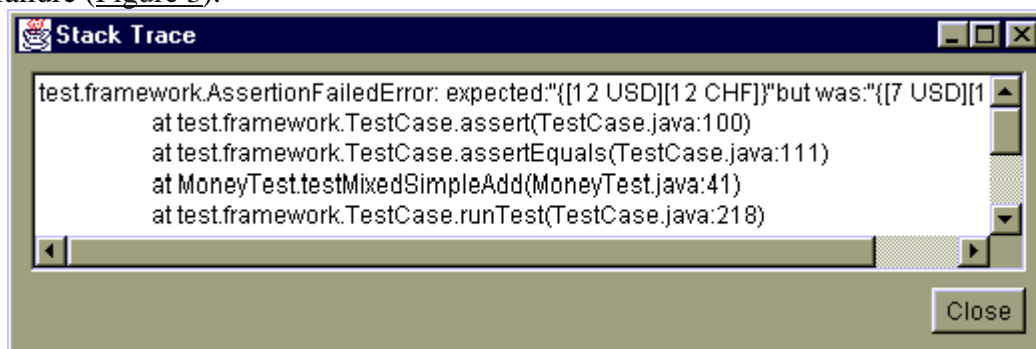 failure (Figure 3).
Stack Trace
test.framework.AssertionFailedError: expected:"{[12 USD][12 CHF]}"but was:"{[7 USD][1
at test.framework.TestCase.assert(TestCase.java:100)
at test.framework.TestCase.assertEquals(TestCase.java:111)
at MoneyTest.testMixedSimpleAdd(MoneyTest.java:41)
at test.framework.TestCase.runTest(TestCase.java:218)
Close